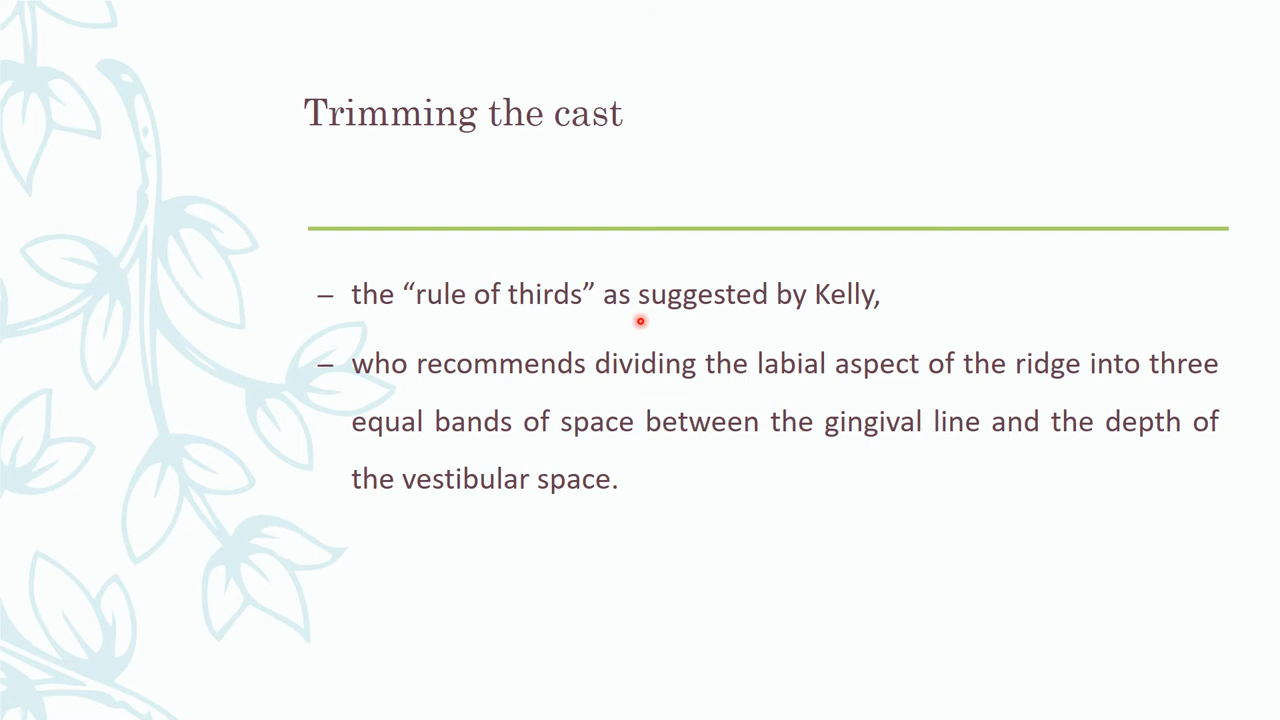 Trimming the cast
– the “rule of thirds” as suggested by Kelly,
– who recommends dividing the labial aspect of the ridge into three
equal bands of space between the gingival line and the depth of
the vestibular space.